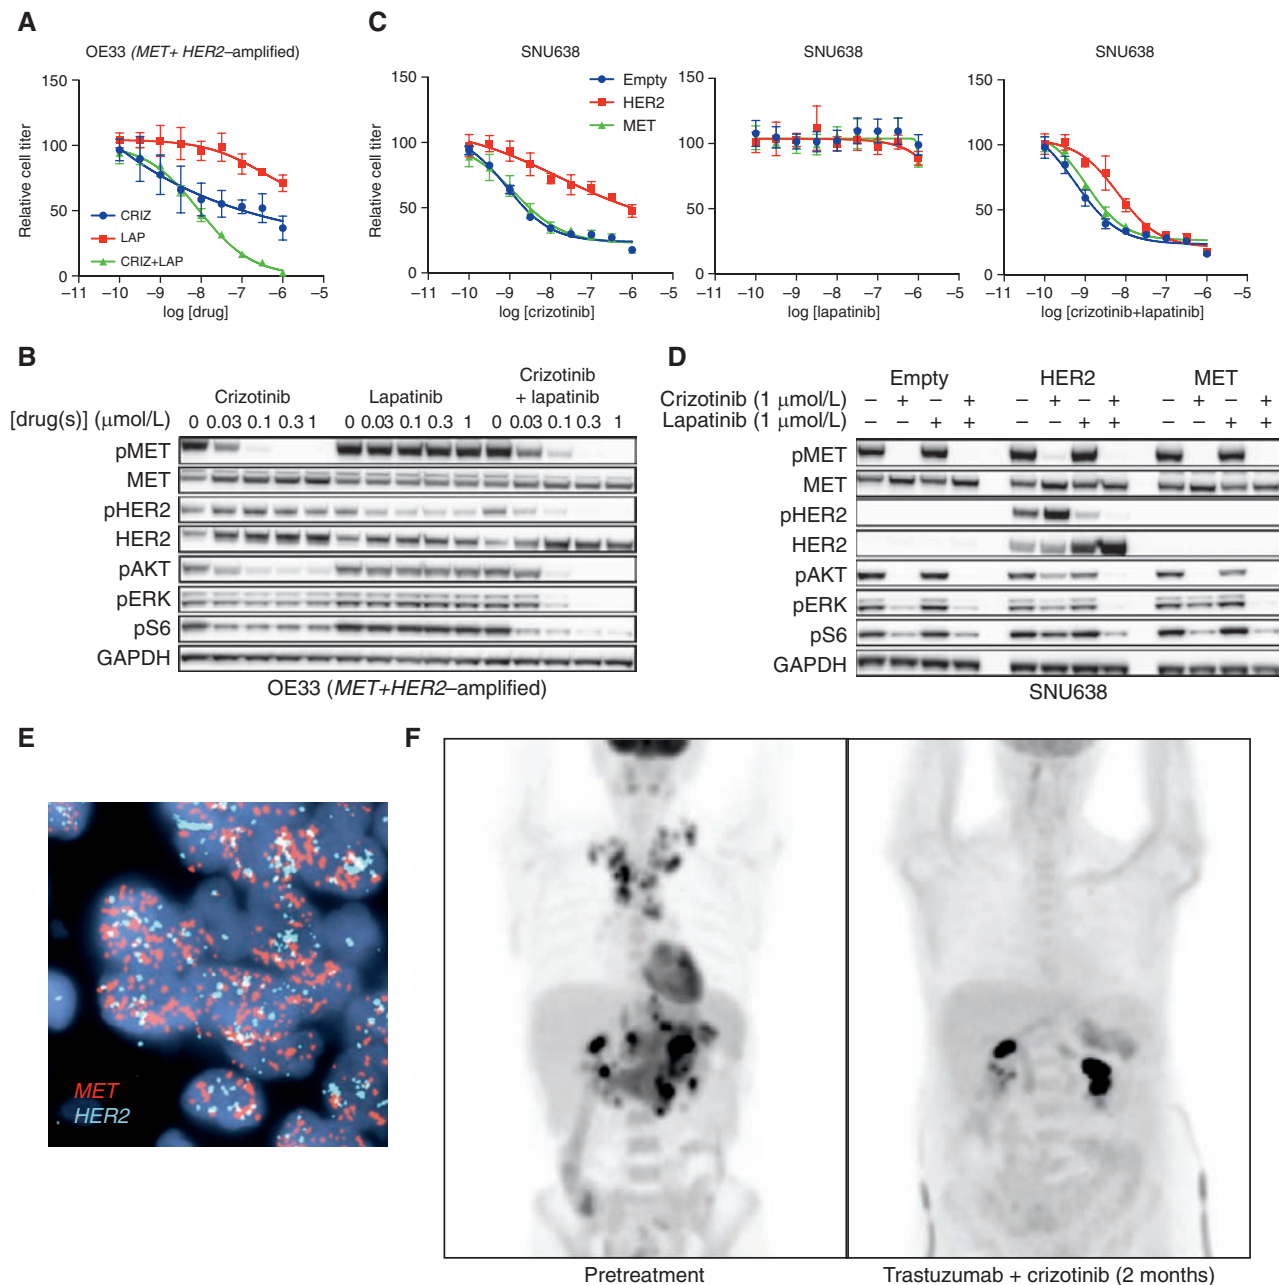 A
OE33 (MET+ HER2–amplified)
Relative cell titer
150
100
50
0
CRIZ
LAP
CRIZ+LAP
–11 –10 –9 –8 –7 –6 –5
log [drug]
C
SNU638
150
100
50
0
Relative cell titer
Empty
HER2
MET
–11 –10 –9 –8 –7 –6 –5
log [crizotinib]
SNU638
150
100
50
0
–11 –10 –9 –8 –7 –6 –5
log [lapatinib]
SNU638
150
100
50
0
–11 –10 –9 –8 –7 –6 –5
log [crizotinib+lapatinib]
B
Crizotinib Lapatinib Crizotinib
+ lapatinib
[drug(s)] (μmol/L) 0 0.03 0.1 0.3 1 0 0.03 0.1 0.3 1 0 0.03 0.1 0.3 1
pMET
MET
pHER2
HER2
pAKT
pERK
pS6
GAPDH
OE33 (MET+HER2–amplified)
D
Empty HER2 MET
Crizotinib (1 μmol/L) – + – + – + – + – + – +
Lapatinib (1 μmol/L) – – + + – – + + – – + +
pMET
MET
pHER2
HER2
pAKT
pERK
pS6
GAPDH
SNU638
E
MET
HER2
F
Pretreatment
Trastuzumab + crizotinib (2 months)